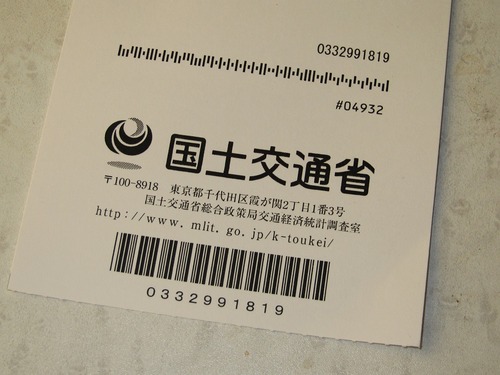 0332991819
#04932
国土交通省
〒100-8918 東京都千代田区霞が関2丁目1番3号
国土交通省総合政策局交通経済統計調査室
http://www.mlit.go.jp/k-toukei/
0332991819